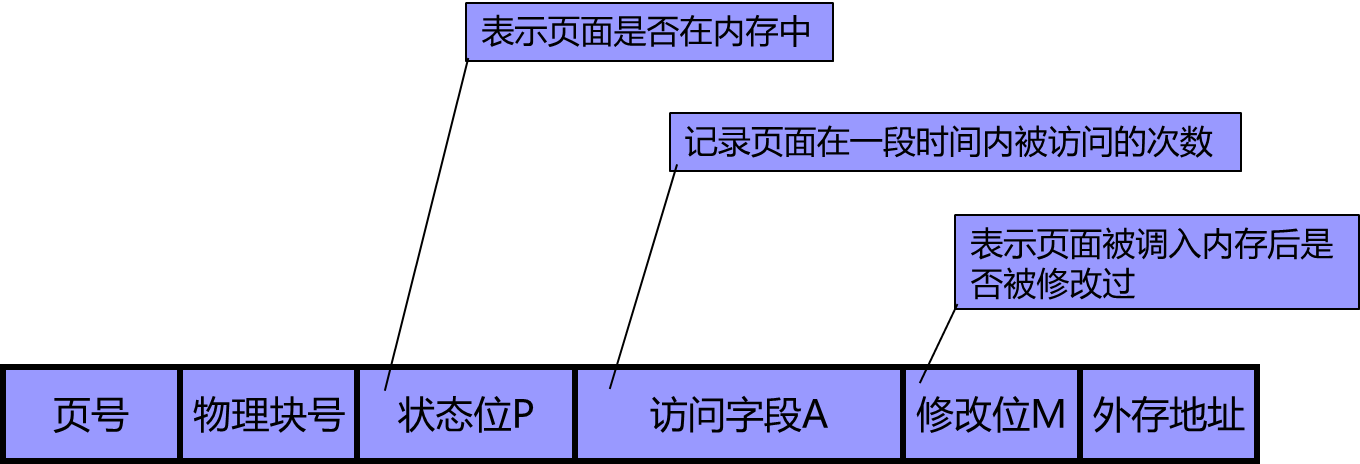 表示页面是否在内存中
记录页面在一段时间内被访问的次数
表示页面被调入内存后是
否被修改过
页号 物理块号 状态位P 访问字段A 修改位M 外存地址